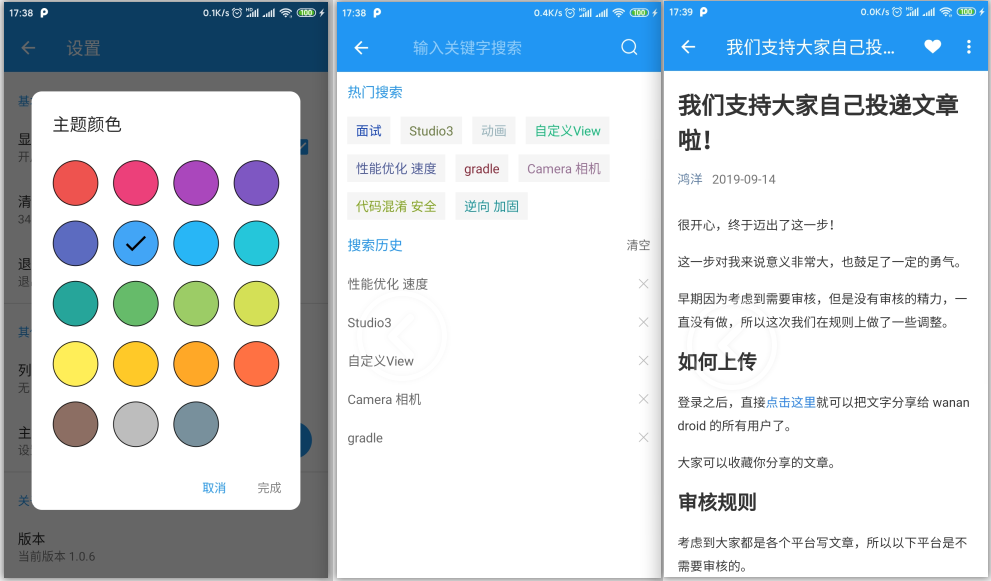 17:38
0.1K/s
100
设置
基
主题颜色
显
开
清
34
退
退
其
列
无
主
设
取消
完成
关
版本
当前版本 1.0.6
17:38
0.4K/s
100
输入关键字搜索
热门搜索
面试 Studio3 动画 自定义View
性能优化 速度 gradle Camera 相机
代码混淆 安全 逆向 加固
搜索历史 清空
性能优化 速度
Studio3
自定义View
Camera 相机
gradle
17:39
0.0K/s
100
我们支持大家自己投...
我们支持大家自己投递文章
啦！
鸿洋 2019-09-14
很开心，终于迈出了这一步！
这一步对我来说意义非常大，也鼓足了一定的勇气。
早期因为考虑到需要审核，但是没有审核的精力，一
直没有做，所以这次我们在规则上做了一些调整。
如何上传
登录之后，直接点击这里就可以把文字分享给 wanan
droid 的所有用户了。
大家可以收藏你分享的文章。
审核规则
考虑到大家都是各个平台写文章，所以以下平台是不
需要审核的。